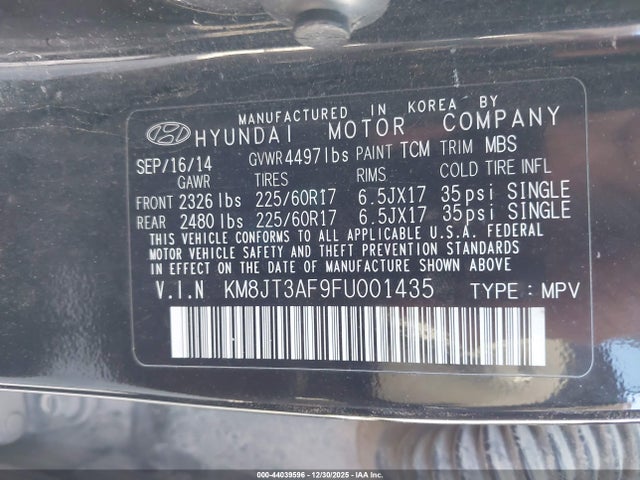 MANUFACTURED IN KOREA BY
HYUNDAI MOTOR COMPANY
SEP/16/14 GVWR 4497lbs PAINT TCM TRIM MBS
GAWR TIRES RIMS COLD TIRE INFL
FRONT 2326 lbs 225/60R17 6.5JX17 35psi SINGLE
REAR 2480 lbs 225/60R17 6.5JX17 35psi SINGLE
THIS VEHICLE CONFORMS TO ALL APPLICABLE U.S.A. FEDERAL
MOTOR VEHICLE SAFETY AND THEFT PREVENTION STANDARDS
IN EFFECT ON THE DATE OF MANUFACTURE SHOWN ABOVE
V.I.N KM8JT3AF9FU001435 TYPE : MPV
000-44039596 - 12/30/2025 - IAA Inc.